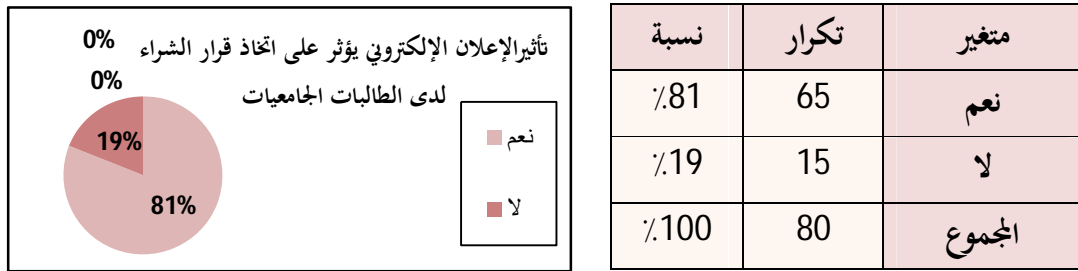 متغير تكرار نسبة
نعم 65 81٪
لا 15 19٪
المجموع 80 100٪
تأثيرالإعلان الإلكتروني يؤثر على اتخاذ قرار الشراء
لدى الطالبات الجامعيات
0%
0%
19%
81%
نعم
لا